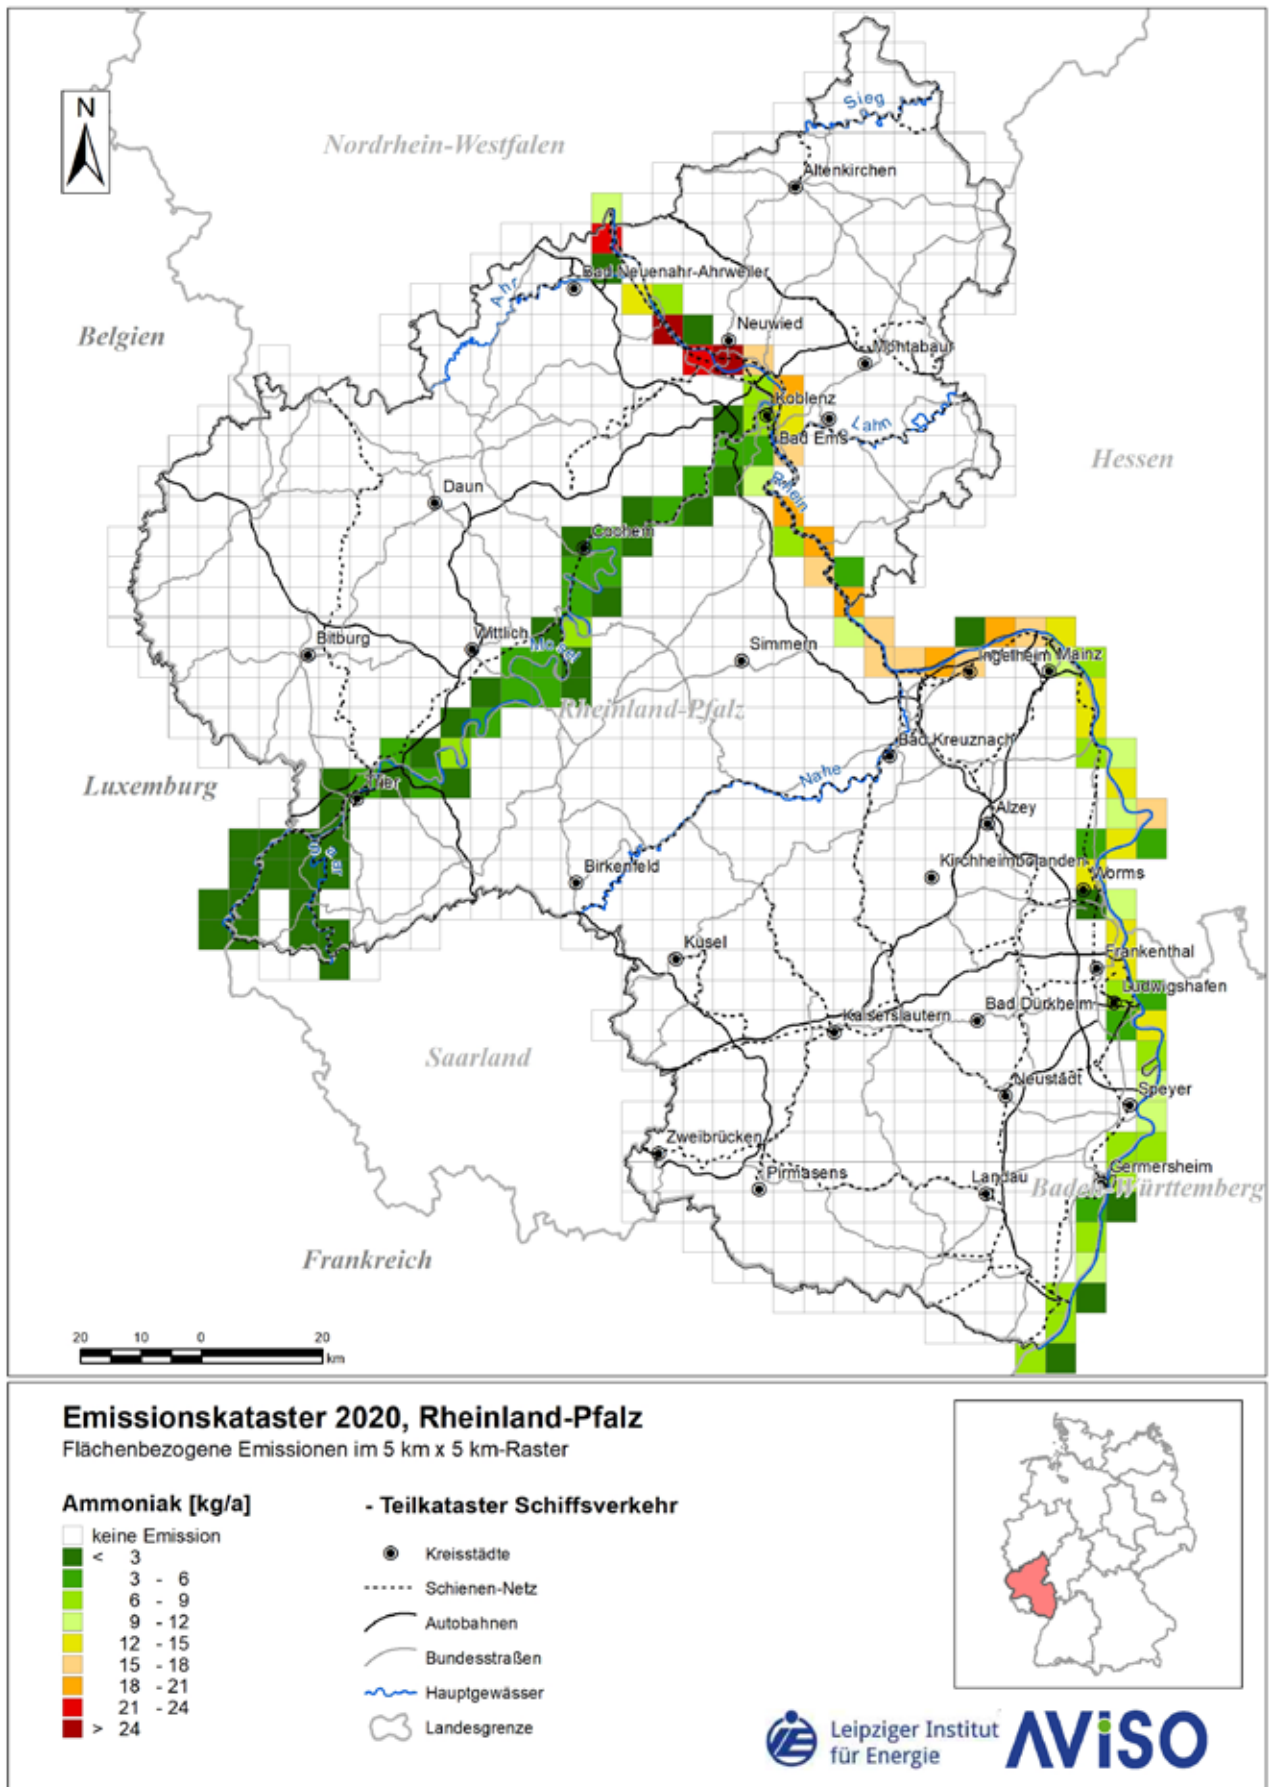 N
Nordrhein-Westfalen
Sieg
Altenkirchen
Bad Neuenahr-Ahrweiler
Ahr
Belgien
Neuwied
Montabaur
Koblenz
Lahn
Bad Ems
Hessen
Rhein
Daun
Cochem
Bitburg
Wittlich
Mosel
Simmern
Ingelheim
Mainz
Rheinland-Pfalz
Bad Kreuznach
Luxemburg
Trier
Nahe
Alzey
Saar
Birkenfeld
Kirchheimbolanden
Worms
Kusel
Frankenthal
Ludwigshafen
Bad Dürkheim
Kaiserslautern
Saarland
Neustadt
Speyer
Zweibrücken
Pirmasens
Landau
Germersheim
Baden-Württemberg
Frankreich
20 10 0 20
km
Emissionskataster 2020, Rheinland-Pfalz
Flächenbezogene Emissionen im 5 km x 5 km-Raster
Ammoniak [kg/a]
keine Emission
< 3
3 - 6
6 - 9
9 - 12
12 - 15
15 - 18
18 - 21
21 - 24
> 24
- Teilkataster Schiffsverkehr
Kreisstädte
Schienen-Netz
Autobahnen
Bundesstraßen
Hauptgewässer
Landesgrenze
Leipziger Institut
für Energie
AViSO